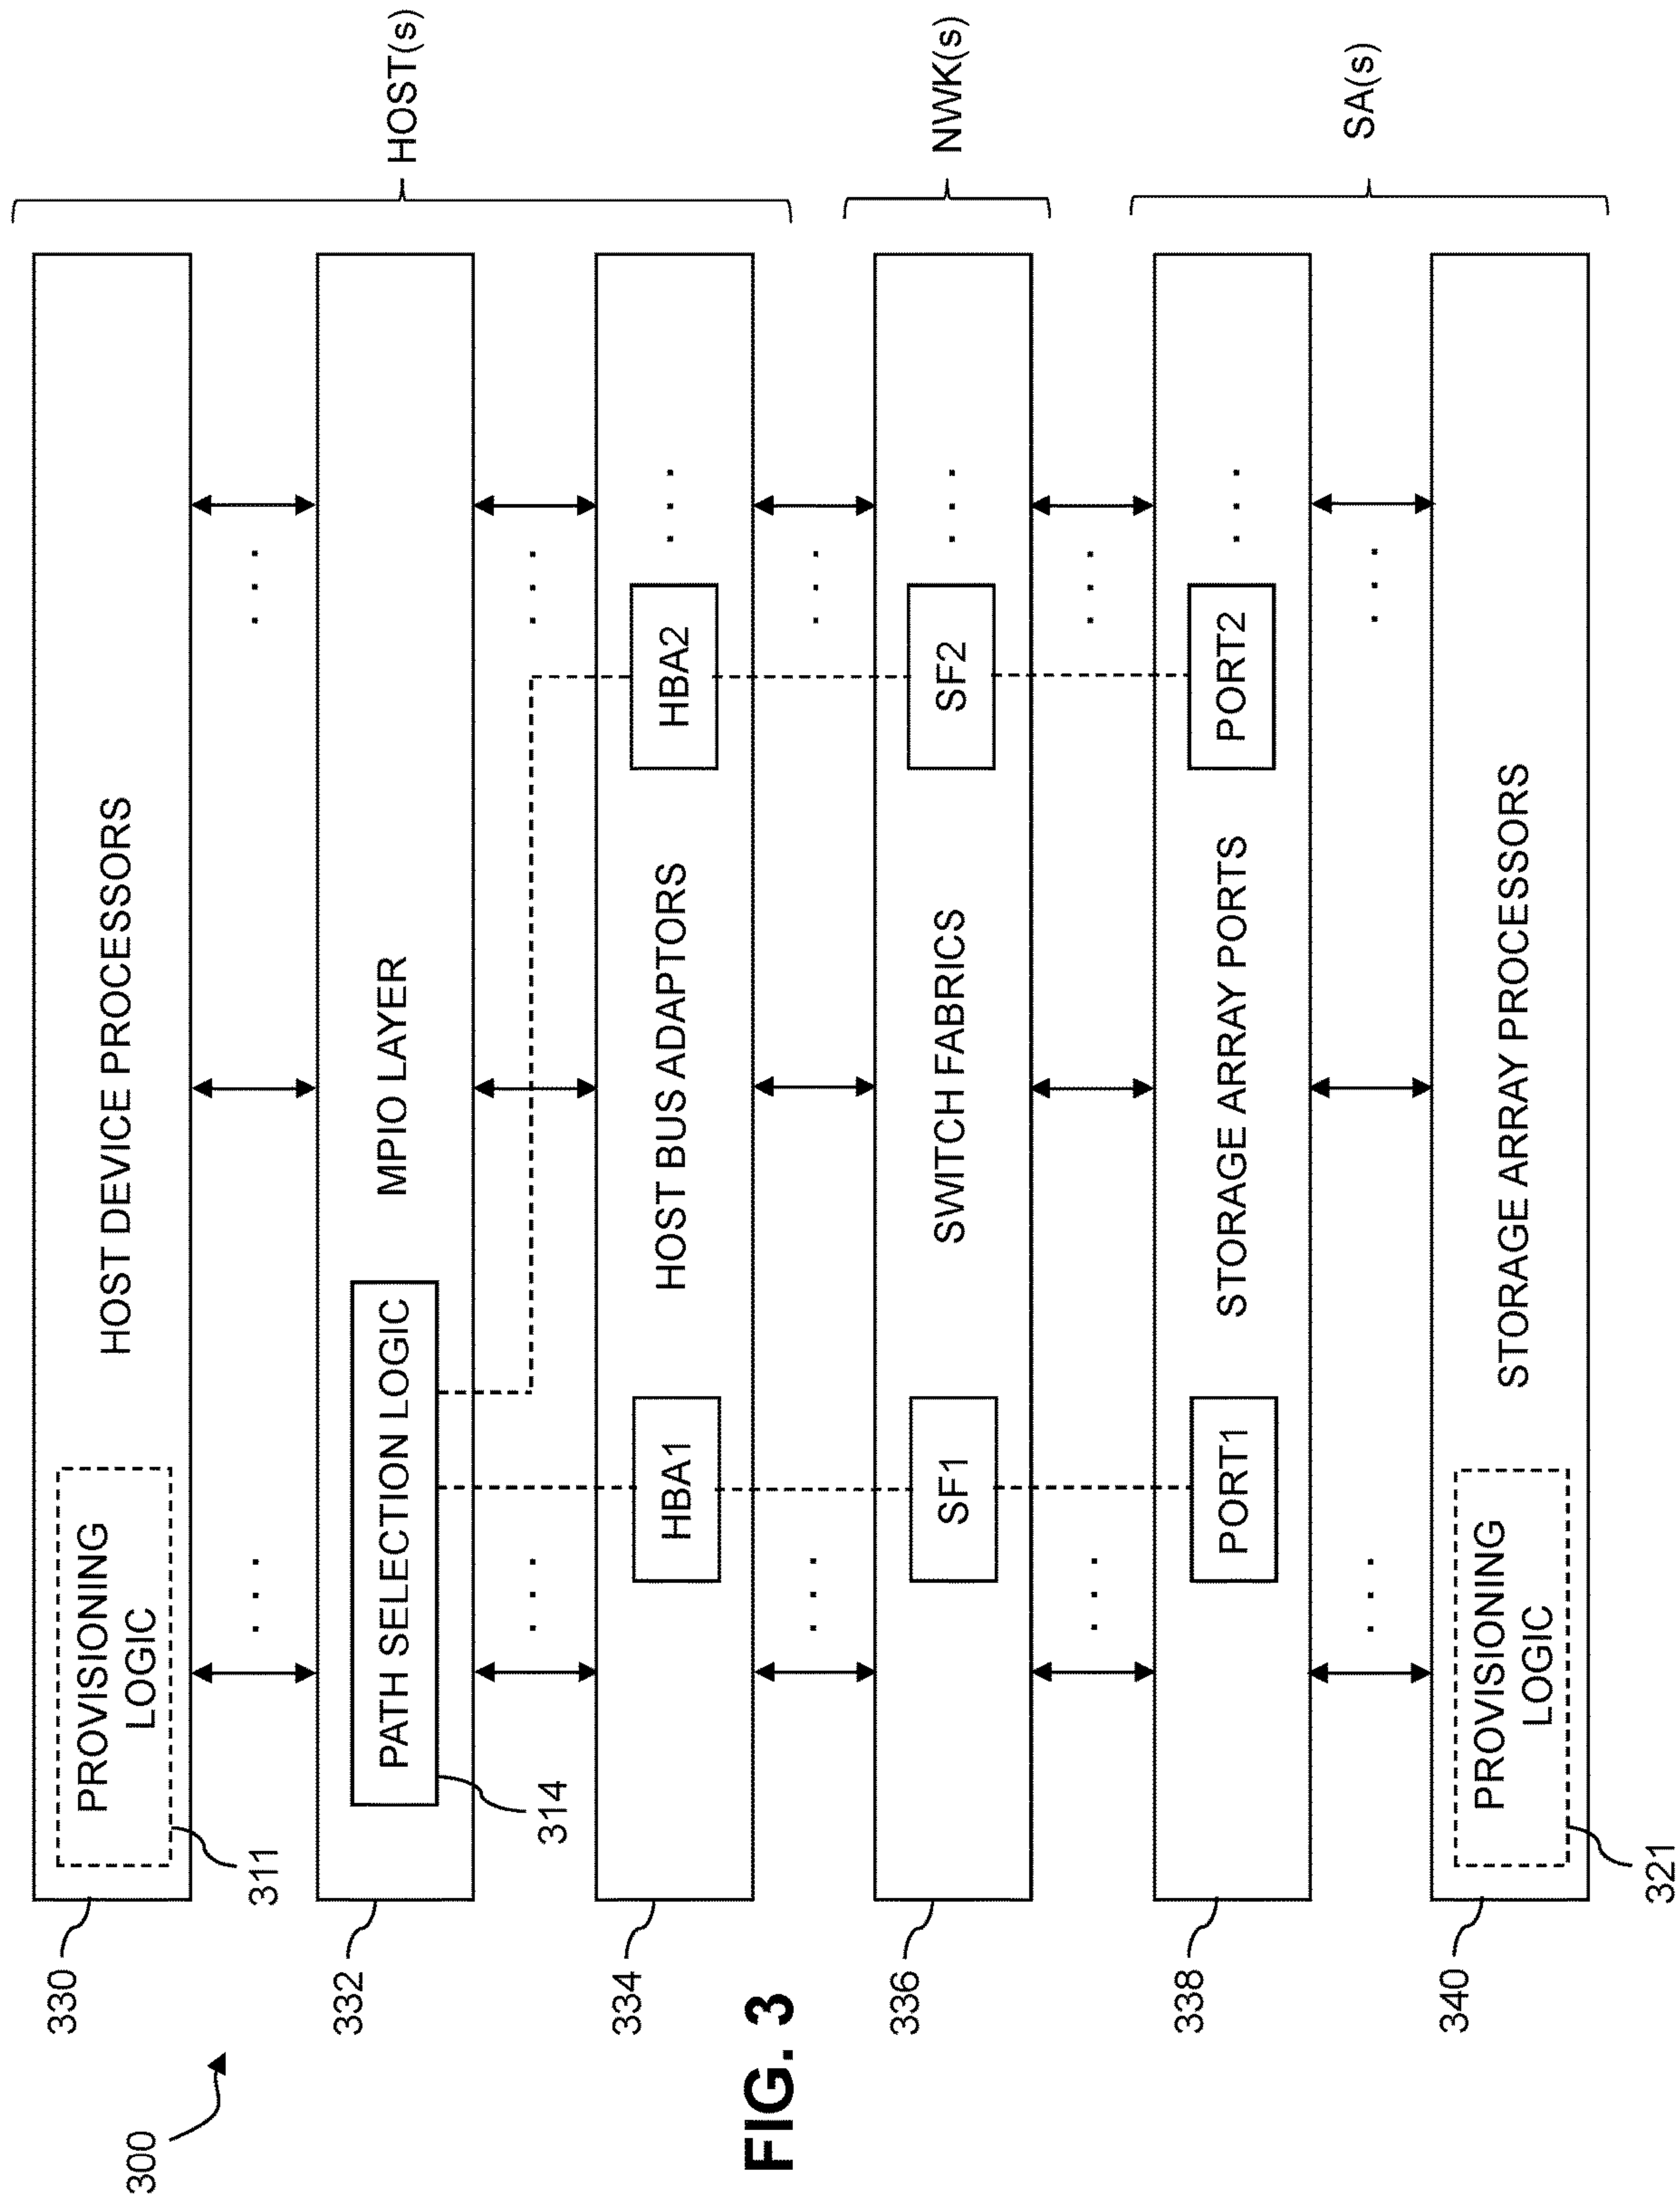 300
330
PROVISIONING
LOGIC
311
HOST DEVICE PROCESSORS
HOST(s)
. . .
. . .
332
PATH SELECTION LOGIC
314
MPIO LAYER
. . .
. . .
334
HBA1
HOST BUS ADAPTORS
HBA2
. . .
. . .
. . .
336
SF1
SWITCH FABRICS
SF2
. . .
NWK(s)
. . .
. . .
338
PORT1
STORAGE ARRAY PORTS
PORT2
. . .
SA(s)
. . .
. . .
340
PROVISIONING
LOGIC
321
STORAGE ARRAY PROCESSORS
FIG. 3